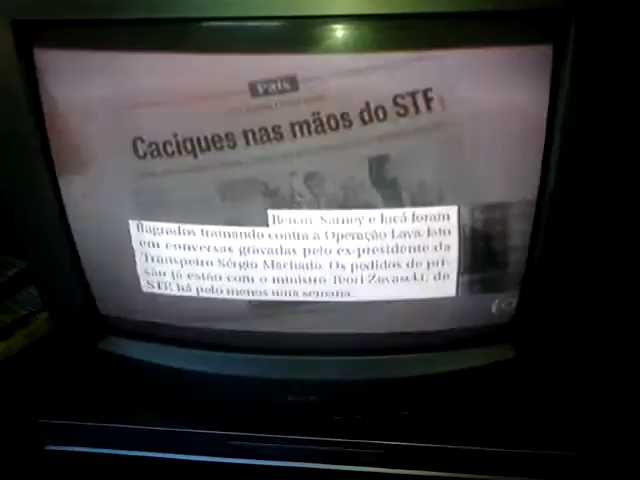 País
Caciques nas mãos do STF
Renan, Sarney e Jucá foram
flagrados tramando contra a Operação Lava Jato
em conversas gravadas pelo ex-presidente da
Transpetro Sérgio Machado. Os pedidos de pri-
são já estão com o ministro Teori Zavascki, do
STF, há pelo menos uma semana.